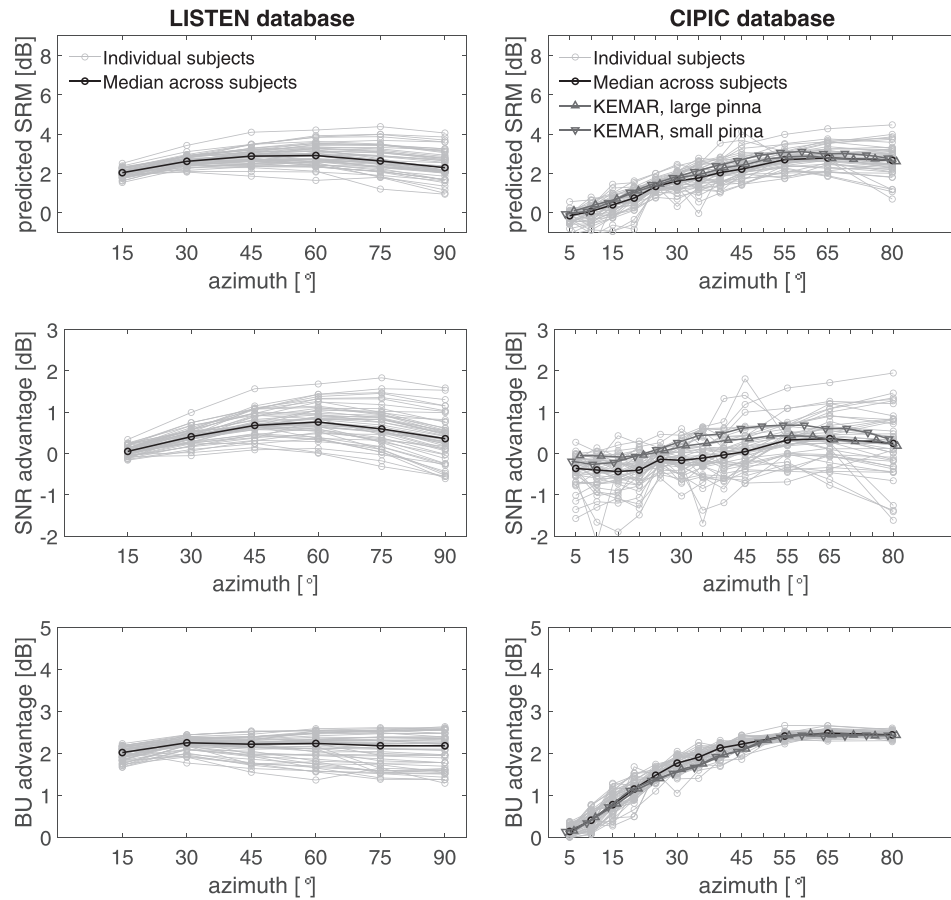 LISTEN database
8
6
4
2
0
predicted SRM [dB]
Individual subjects
Median across subjects
15 30 45 60 75 90
azimuth [°]
CIPIC database
8
6
4
2
0
predicted SRM [dB]
Individual subjects
Median across subjects
KEMAR, large pinna
KEMAR, small pinna
5 15 30 45 55 65 80
azimuth [°]
3
2
1
0
-1
-2
SNR advantage [dB]
15 30 45 60 75 90
azimuth [°]
3
2
1
0
-1
-2
SNR advantage [dB]
5 15 30 45 55 65 80
azimuth [°]
5
4
3
2
1
0
BU advantage [dB]
15 30 45 60 75 90
azimuth [°]
5
4
3
2
1
0
BU advantage [dB]
5 15 30 45 55 65 80
azimuth [°]